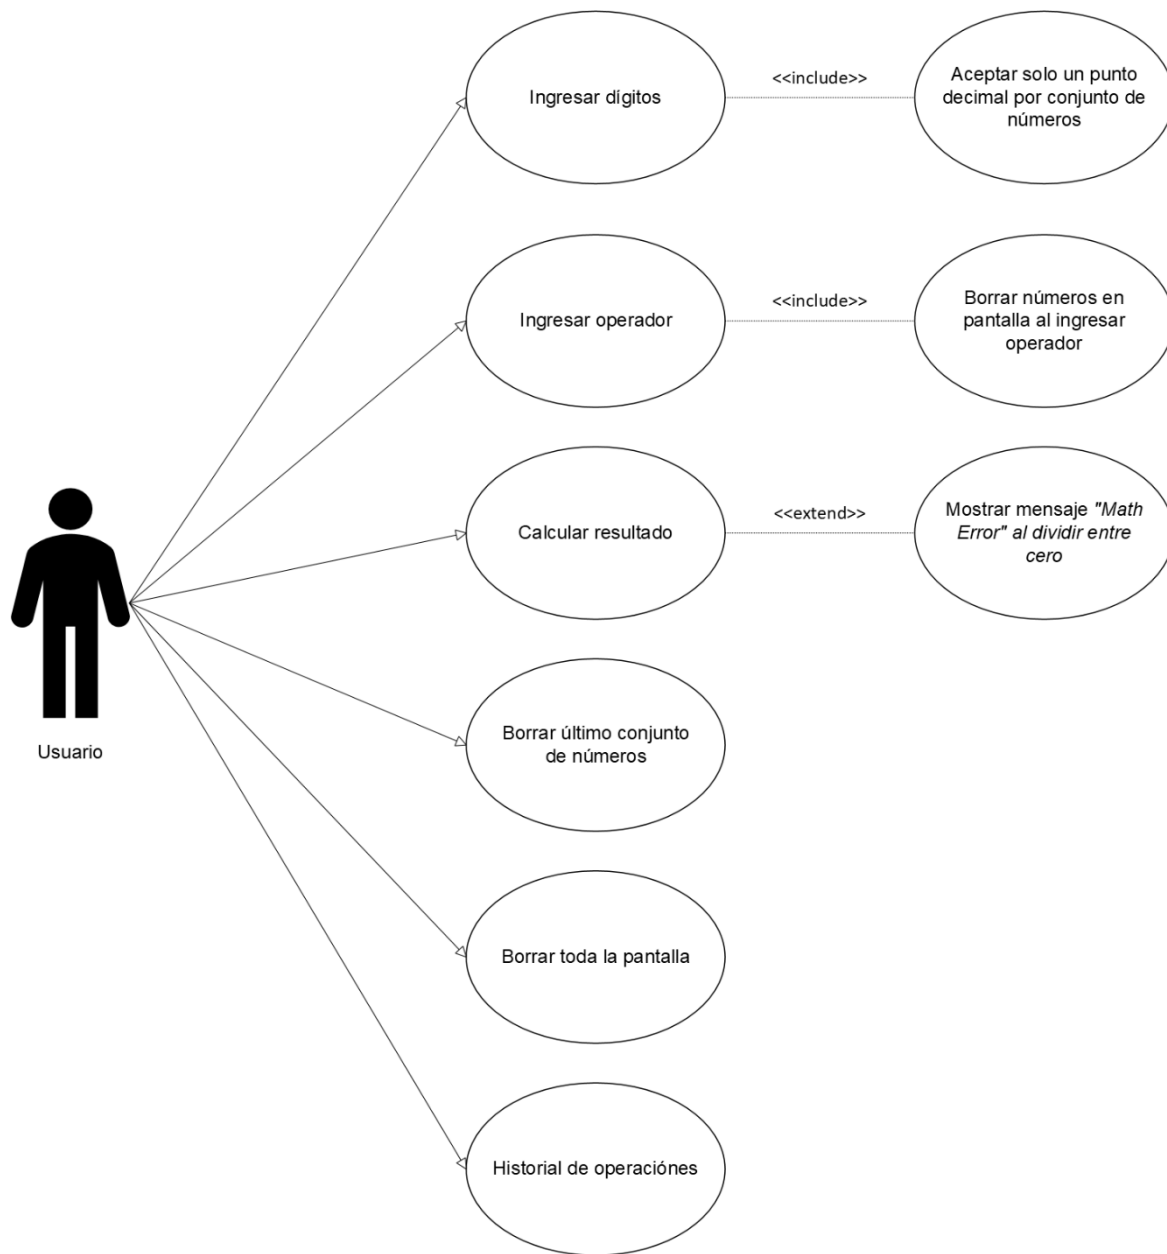 Ingresar dígitos
<<include>>
Aceptar solo un punto
decimal por conjunto de
números
Ingresar operador
<<include>>
Borrar números en
pantalla al ingresar
operador
Calcular resultado
<<extend>>
Mostrar mensaje "Math
Error" al dividir entre
cero
Usuario
Borrar último conjunto
de números
Borrar toda la pantalla
Historial de operaciónes